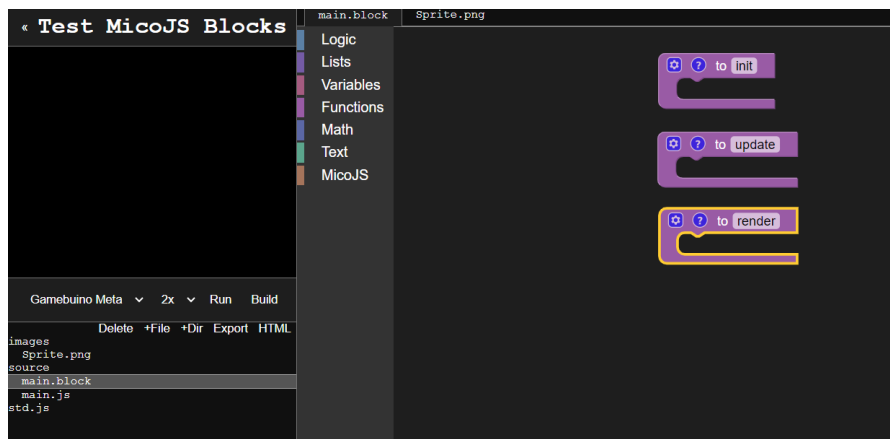 « Test MicoJS Blocks
main.block Sprite.png
Logic
Lists
Variables
Functions
Math
Text
MicoJS
? to init
? to update
? to render
Gamebuino Meta 2x Run Build
Delete +File +Dir Export HTML
images
Sprite.png
source
main.block
main.js
std.js